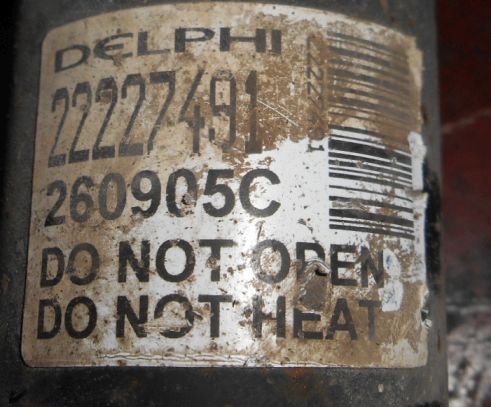 DELPHI
22227491
260905C
DO NOT OPEN
DO NOT HEAT